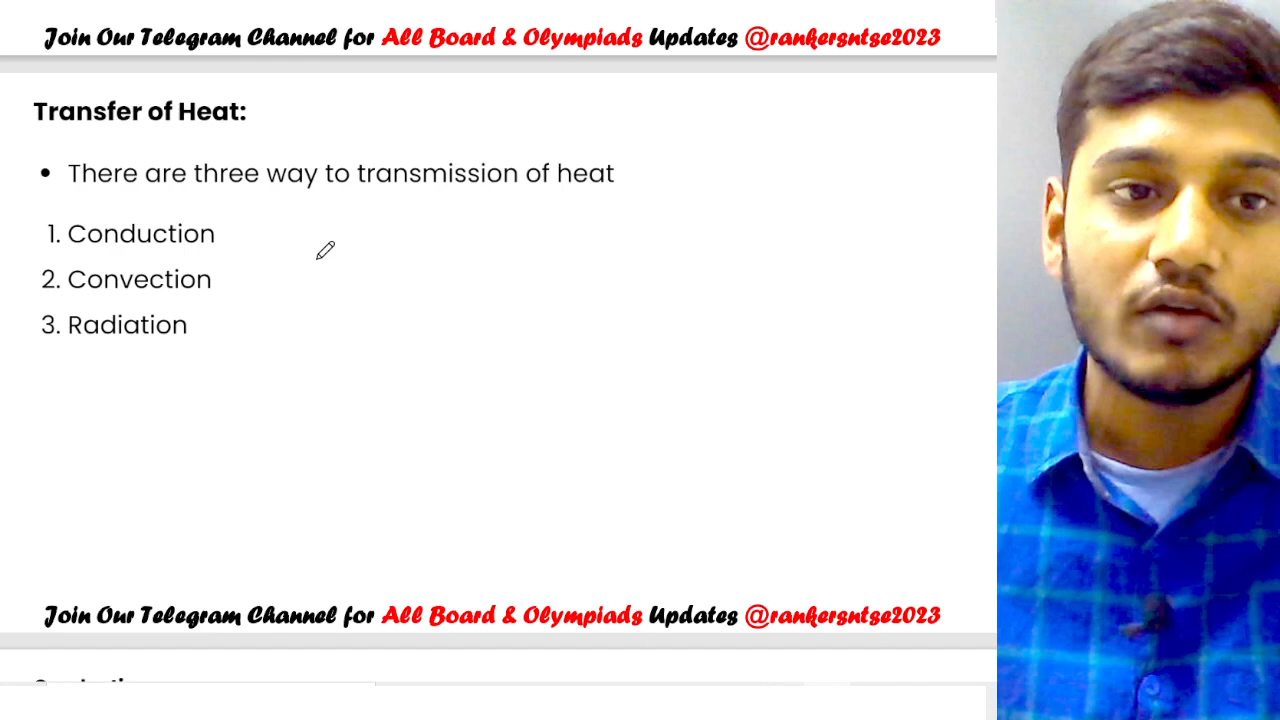 Join Our Telegram Channel for All Board & Olympiads Updates @rankersntse2023
Transfer of Heat:
• There are three way to transmission of heat
1. Conduction
2. Convection
3. Radiation
Join Our Telegram Channel for All Board & Olympiads Updates @rankersntse2023